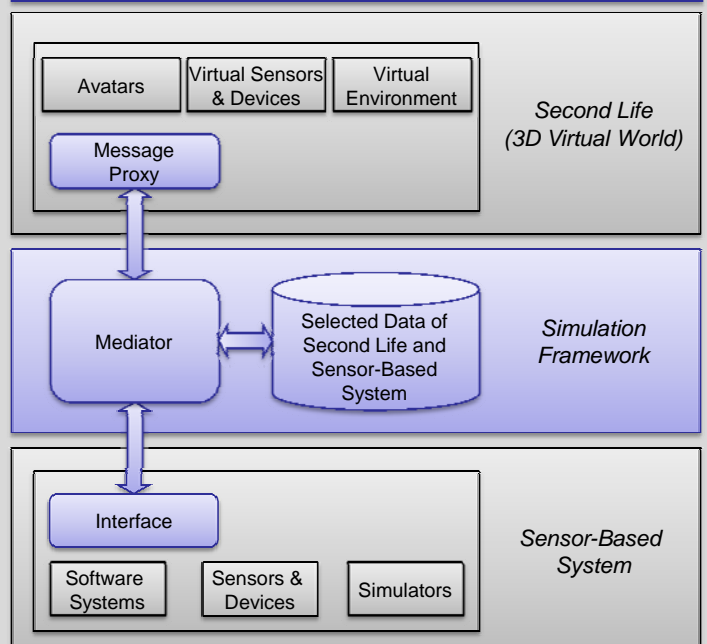 Avatars
Virtual Sensors
& Devices
Virtual
Environment
Second Life
(3D Virtual World)
Message
Proxy
Mediator
Selected Data of
Second Life and
Sensor-Based
System
Simulation
Framework
Interface
Sensor-Based
System
Software
Systems
Sensors &
Devices
Simulators